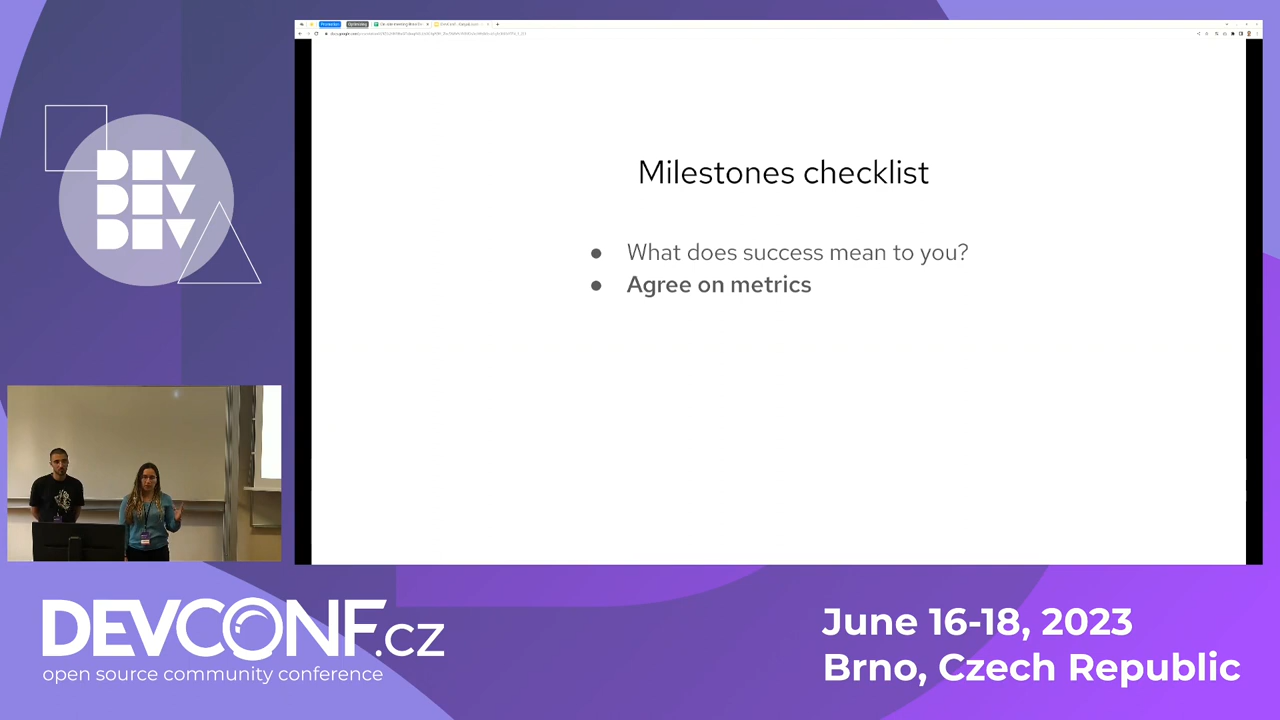 DEV
DEV
DEV
Milestones checklist
● What does success mean to you?
● Agree on metrics
DEVCONF.cz
open source community conference
June 16-18, 2023
Brno, Czech Republic